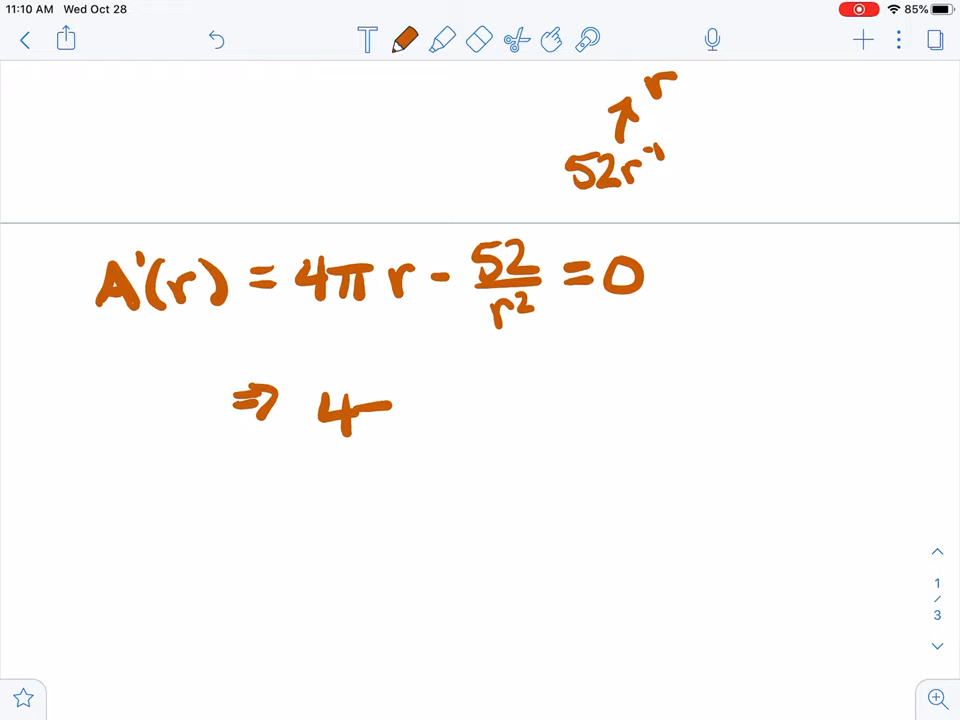 11:10 AM Wed Oct 28
85%
T
r
52r⁻¹
A'(r) = 4πr - 52/r² = 0
⇒ 4
1
/
3